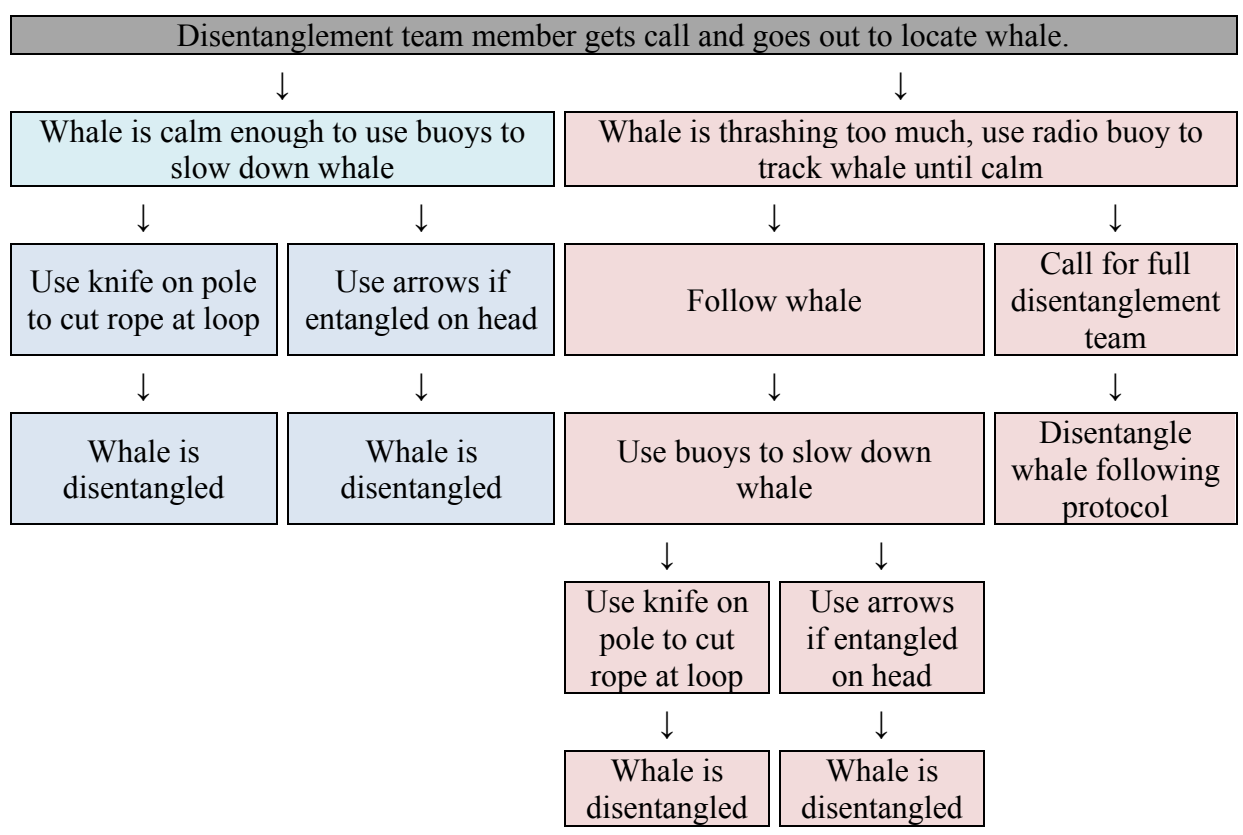 Disentanglement team member gets call and goes out to locate whale.
↓ ↓
Whale is calm enough to use buoys to
slow down whale
Whale is thrashing too much, use radio buoy to
track whale until calm
↓ ↓ ↓ ↓
Use knife on pole
to cut rope at loop
Use arrows if
entangled on head
Follow whale
Call for full
disentanglement
team
↓ ↓ ↓ ↓
Whale is
disentangled
Whale is
disentangled
Use buoys to slow down
whale
Disentangle
whale following
protocol
↓ ↓
Use knife on
pole to cut
rope at loop
Use arrows
if entangled
on head
↓ ↓
Whale is
disentangled
Whale is
disentangled